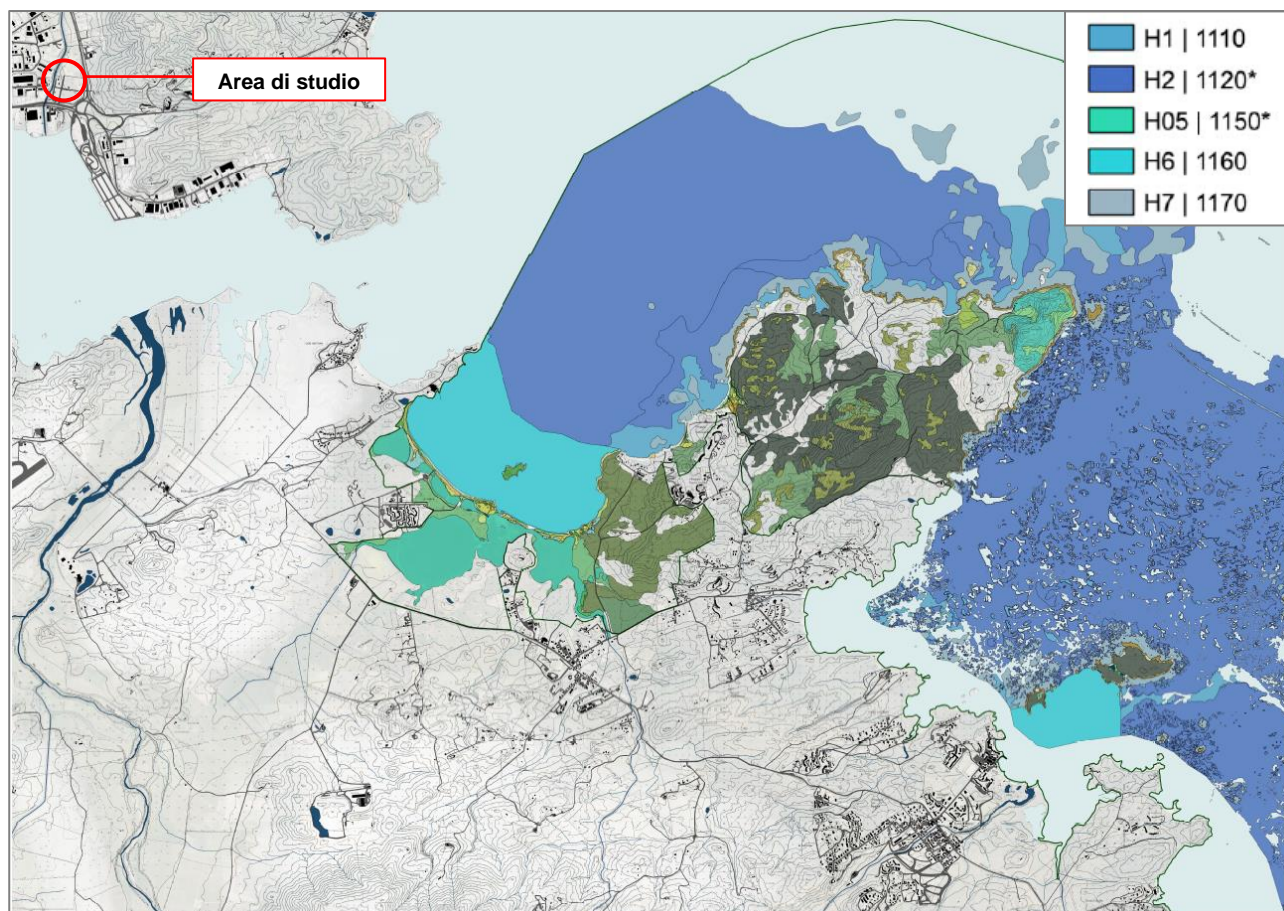 Area di studio
H1 | 1110
H2 | 1120*
H05 | 1150*
H6 | 1160
H7 | 1170